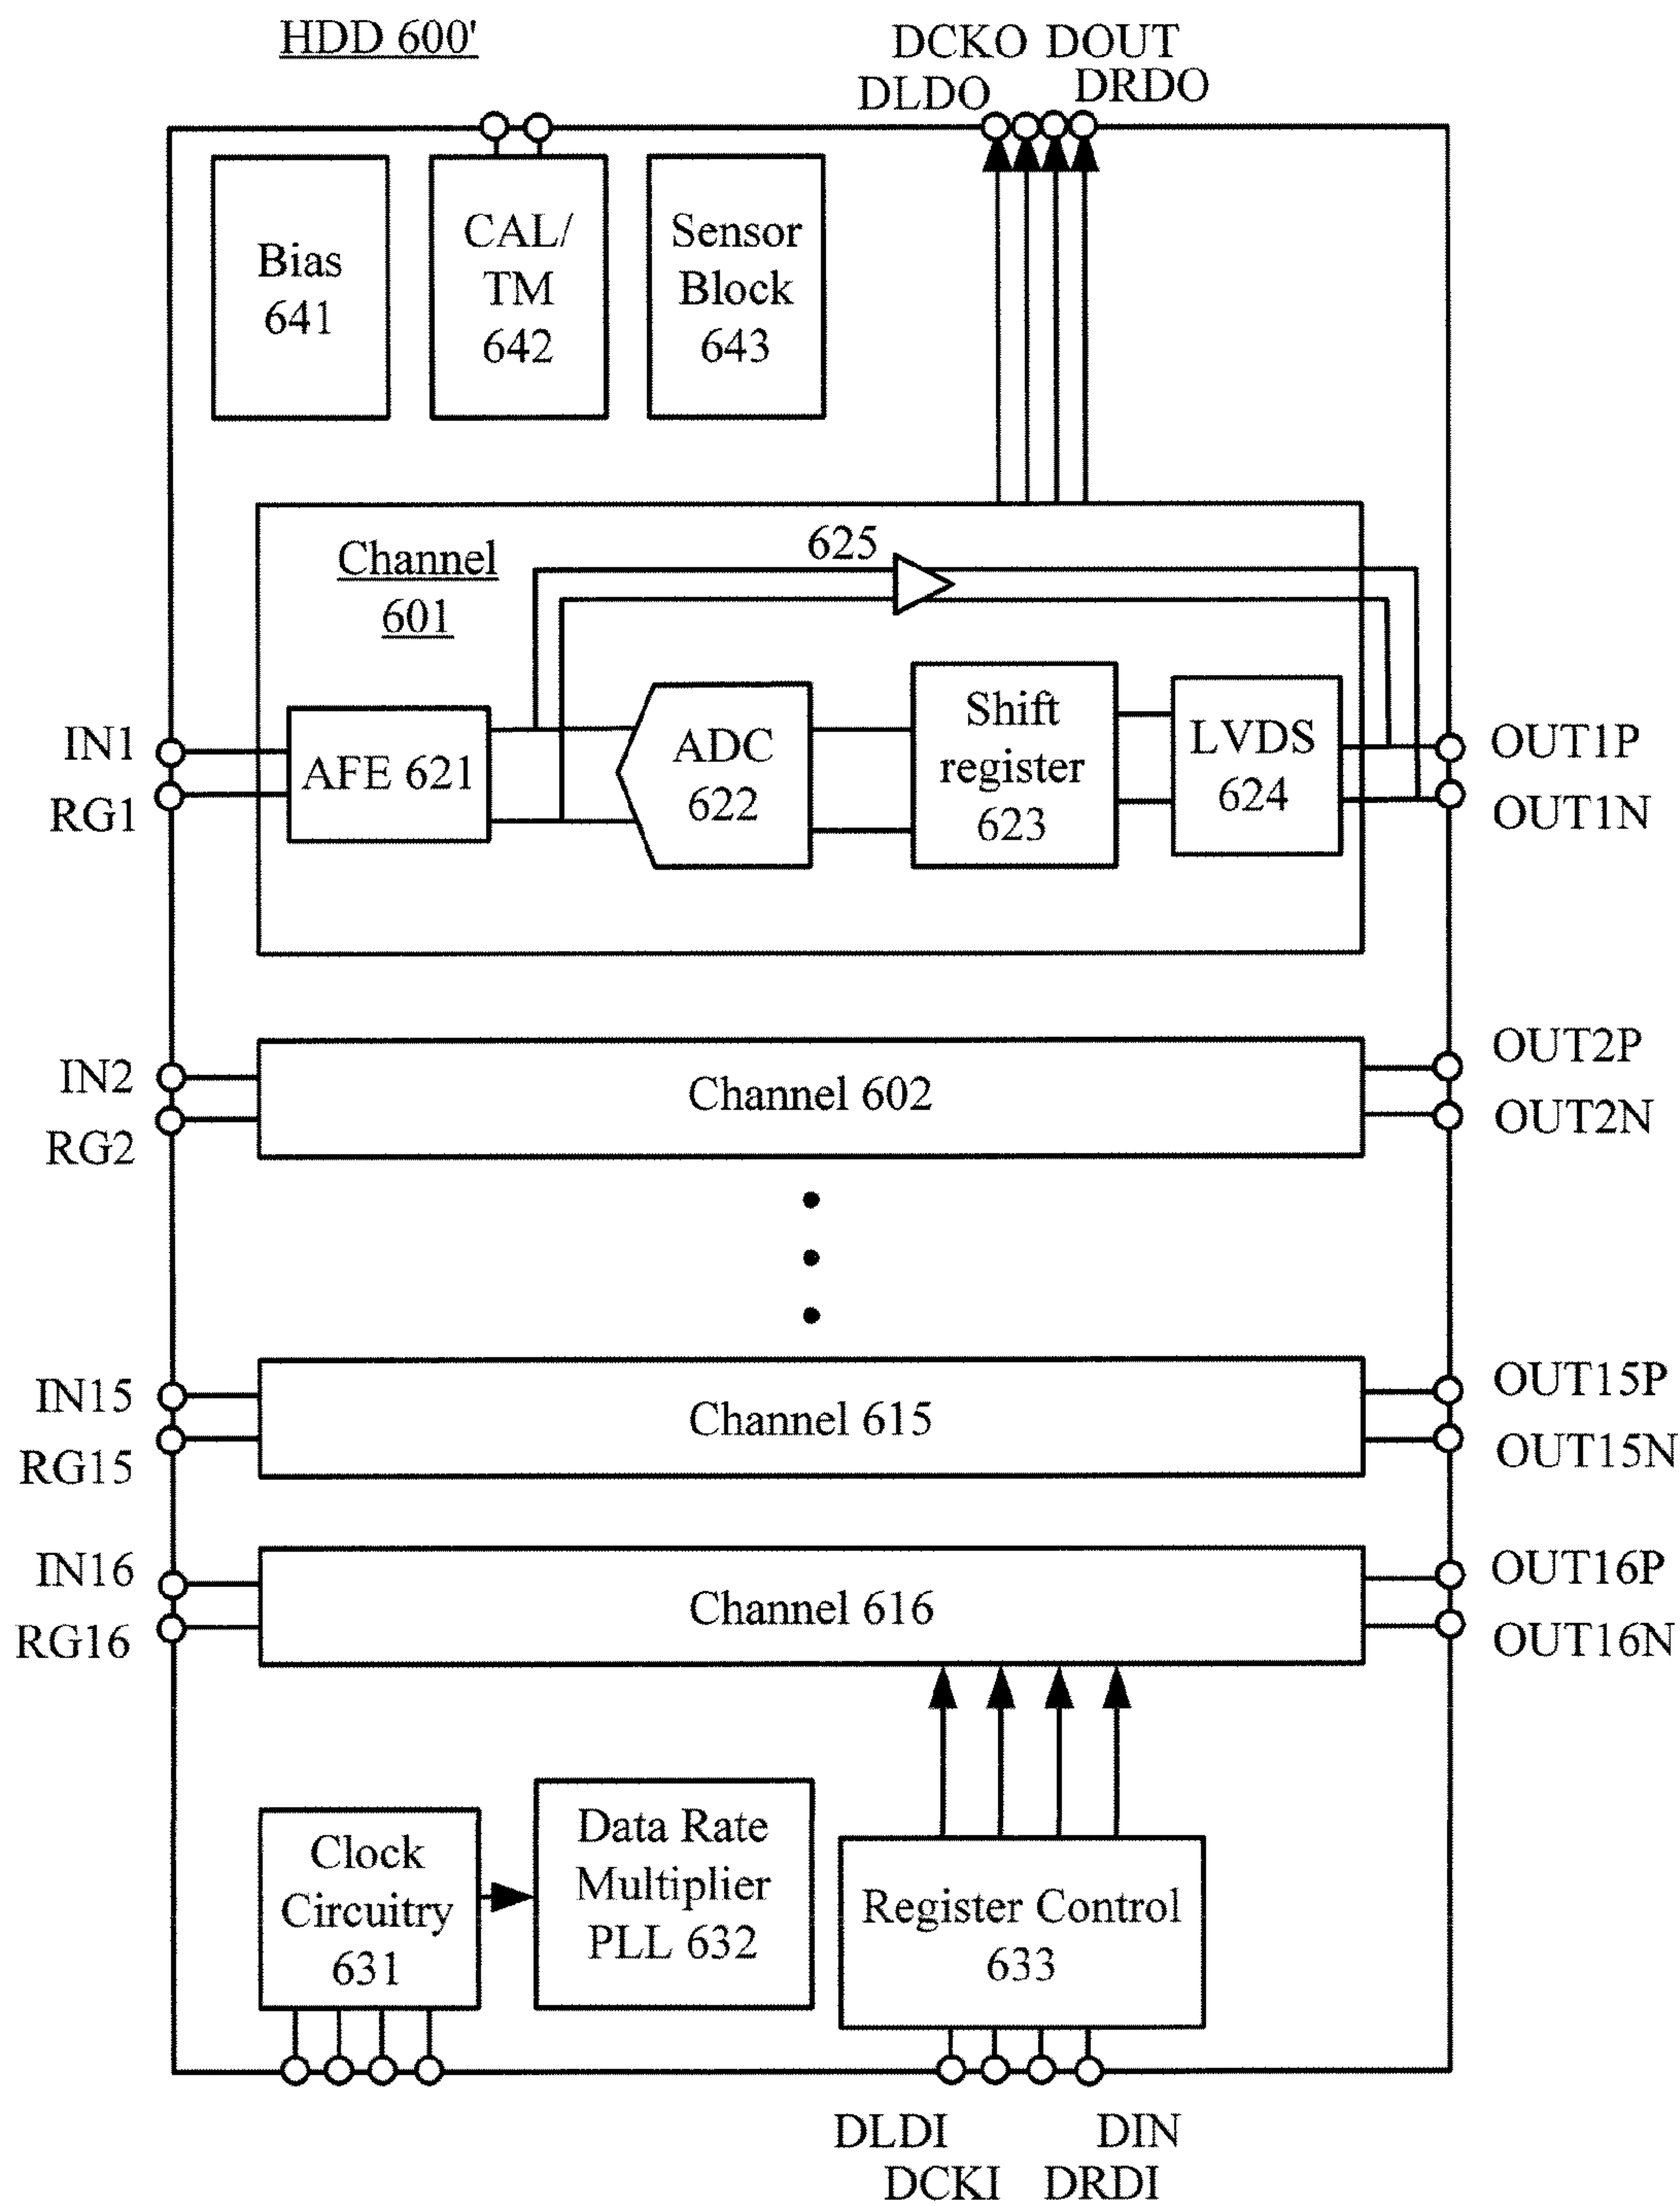 HDD 600'
DCKO DOUT
DLDO DRDO
Bias
641
CAL/
TM
642
Sensor
Block
643
Channel
601
625
IN1
RG1
AFE 621
ADC
622
Shift
register
623
LVDS
624
OUT1P
OUT1N
IN2
RG2
Channel 602
OUT2P
OUT2N
IN15
RG15
Channel 615
OUT15P
OUT15N
IN16
RG16
Channel 616
OUT16P
OUT16N
Clock
Circuitry
631
Data Rate
Multiplier
PLL 632
Register Control
633
DLDI DIN
DCKI DRDI